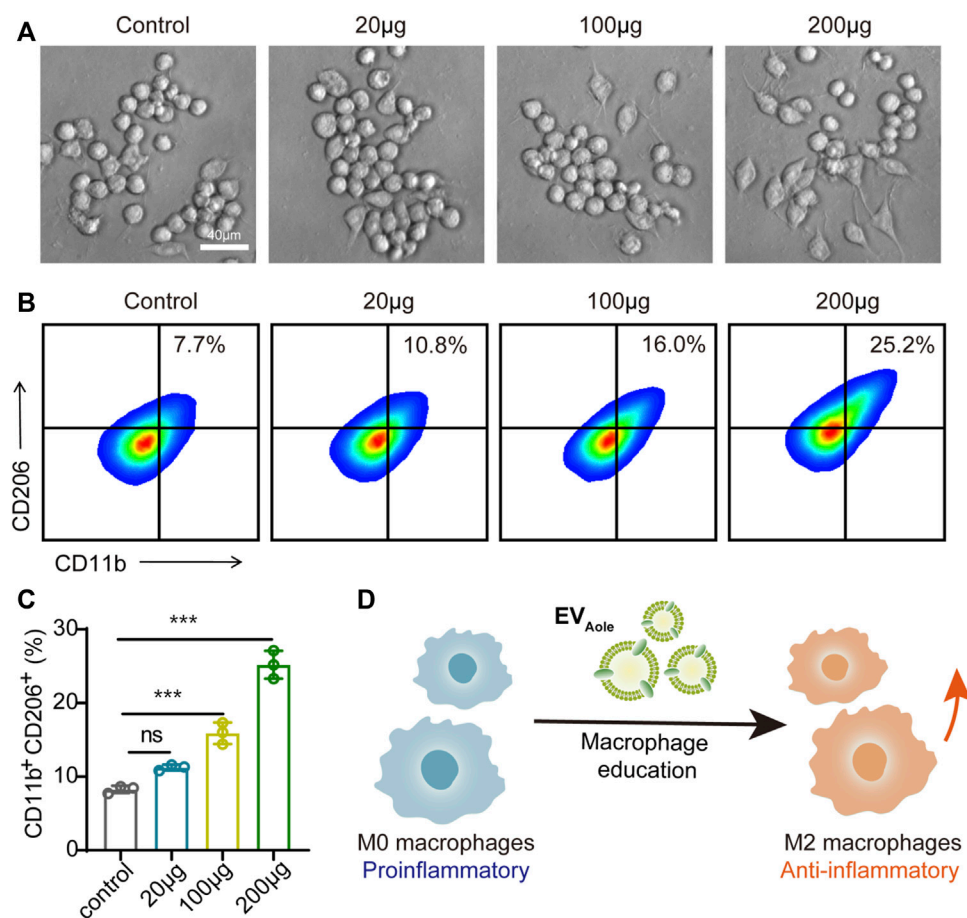 A
Control
20µg
100µg
200µg
40µm
B
Control
20µg
100µg
200µg
7.7%
10.8%
16.0%
25.2%
CD206
CD11b
C
D
CD11b⁺ CD206⁺ (%)
30
20
10
0
***
***
ns
control
20µg
100µg
200µg
EVAole
Macrophage
education
M0 macrophages
Proinflammatory
M2 macrophages
Anti-inflammatory